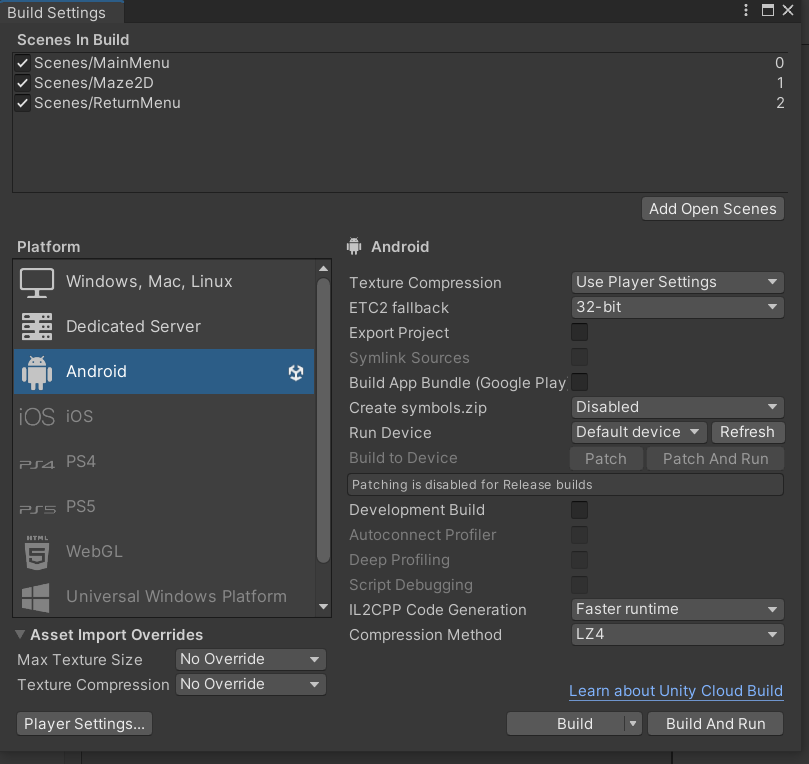 Build Settings
Scenes In Build
Scenes/MainMenu 0
Scenes/Maze2D 1
Scenes/ReturnMenu 2
Add Open Scenes
Platform
Windows, Mac, Linux
Dedicated Server
Android
iOS iOS
PS4 PS4
PS5 PS5
HTML 5 WebGL
Universal Windows Platform
Asset Import Overrides
Max Texture Size No Override
Texture Compression No Override
Player Settings...
Android
Texture Compression Use Player Settings
ETC2 fallback 32-bit
Export Project
Symlink Sources
Build App Bundle (Google Play
Create symbols.zip Disabled
Run Device Default device Refresh
Build to Device Patch Patch And Run
Patching is disabled for Release builds
Development Build
Autoconnect Profiler
Deep Profiling
Script Debugging
IL2CPP Code Generation Faster runtime
Compression Method LZ4
Learn about Unity Cloud Build
Build Build And Run